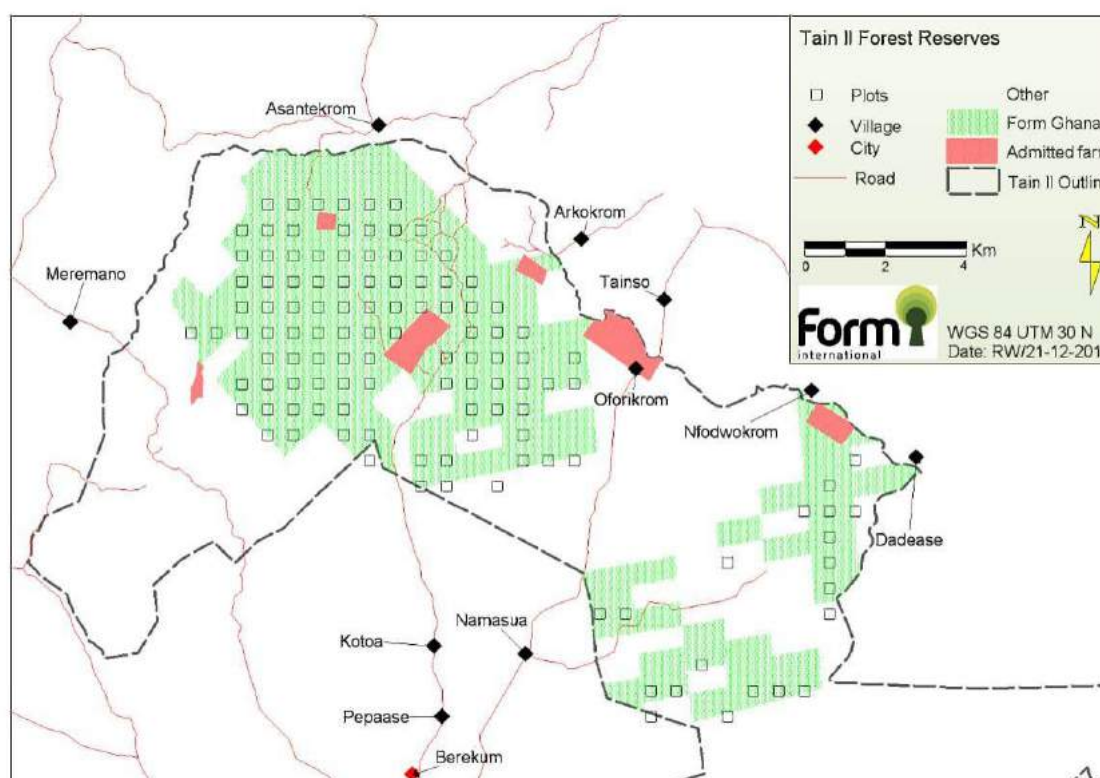 Tain II Forest Reserves
Plots
Village
City
Road
Other
Form Ghana
Admitted farm
Tain II Outlin
0 2 4 Km
N
Form
international
WGS 84 UTM 30 N
Date: RW/21-12-201
Asantekrom
Arkokrom
Meremano
Tainso
Oforikrom
Nfodwokrom
Dadease
Kotoa
Namasua
Pepaase
Berekum